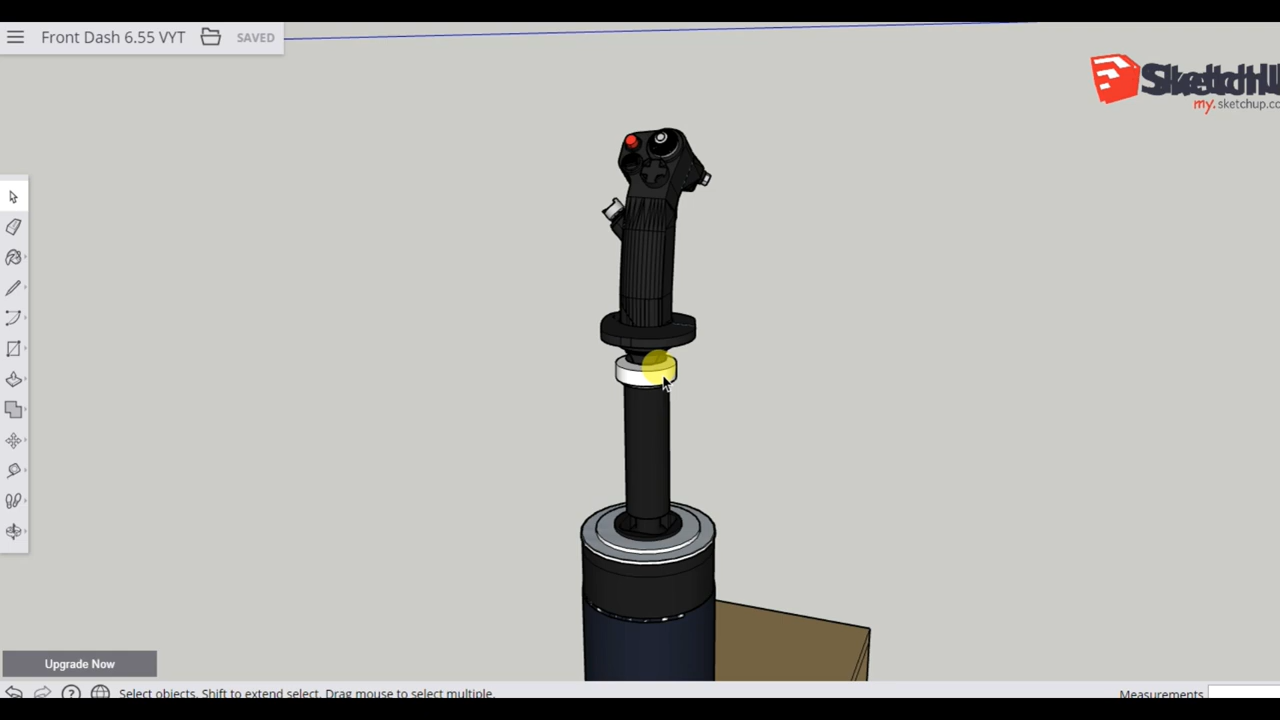 Front Dash 6.55 VYT
SAVED
my.sketchup.co
Upgrade Now
Select objects. Shift to extend select. Drag mouse to select multiple.
Measurements